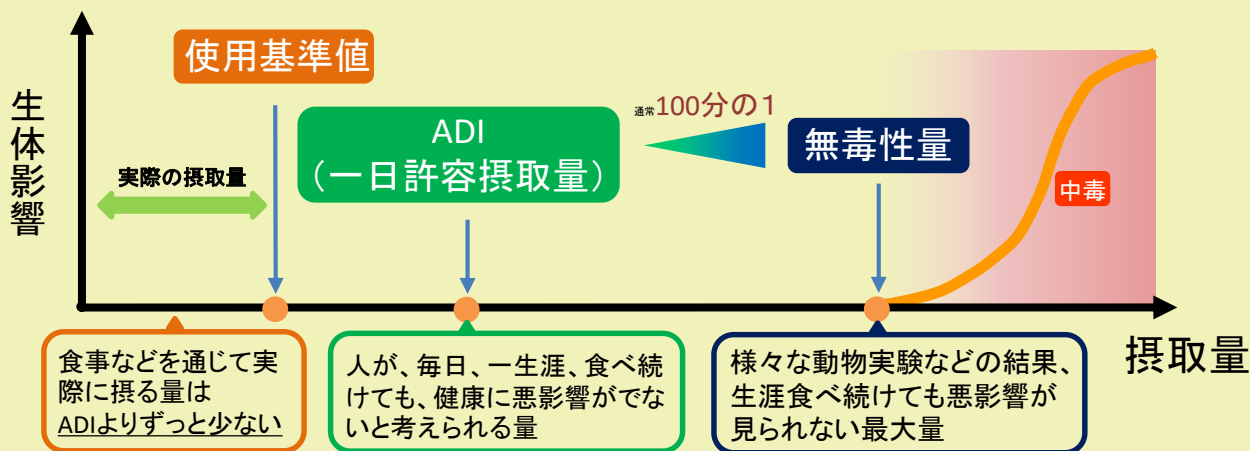 使用基準値
生体影響
実際の摂取量
ADI
（一日許容摂取量）
通常100分の１
無毒性量
中毒
摂取量
食事などを通じて実
際に摂る量は
ADIよりずっと少ない
人が、毎日、一生涯、食べ続
けても、健康に悪影響がでな
いと考えられる量
様々な動物実験などの結果、
生涯食べ続けても悪影響が
見られない最大量